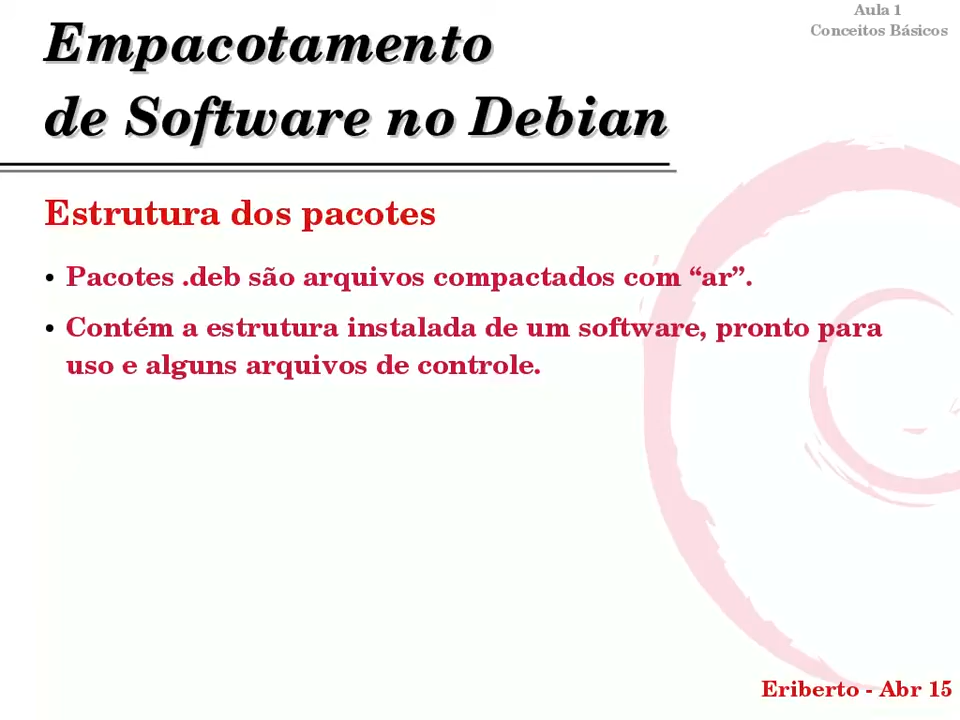 Aula 1
Conceitos Básicos
Empacotamento
de Software no Debian
Estrutura dos pacotes
• Pacotes .deb são arquivos compactados com “ar”.
• Contém a estrutura instalada de um software, pronto para
uso e alguns arquivos de controle.
Eriberto - Abr 15